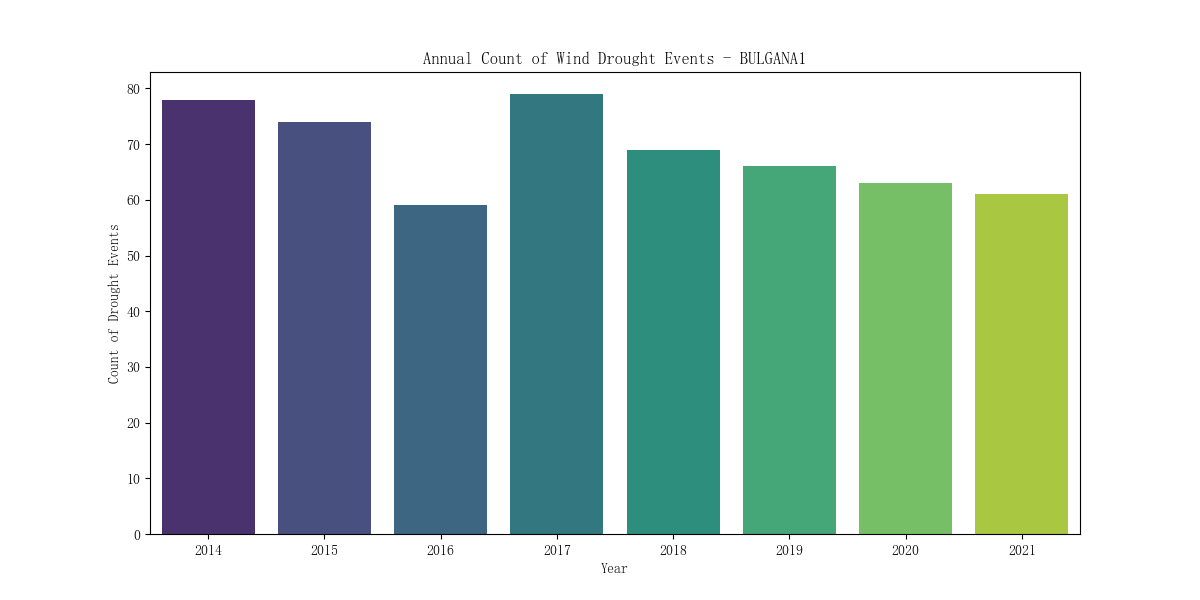 Annual Count of Wind Drought Events - BULGANA1
80
70
60
50
40
30
20
10
0
Count of Drought Events
2014 2015 2016 2017 2018 2019 2020 2021
Year